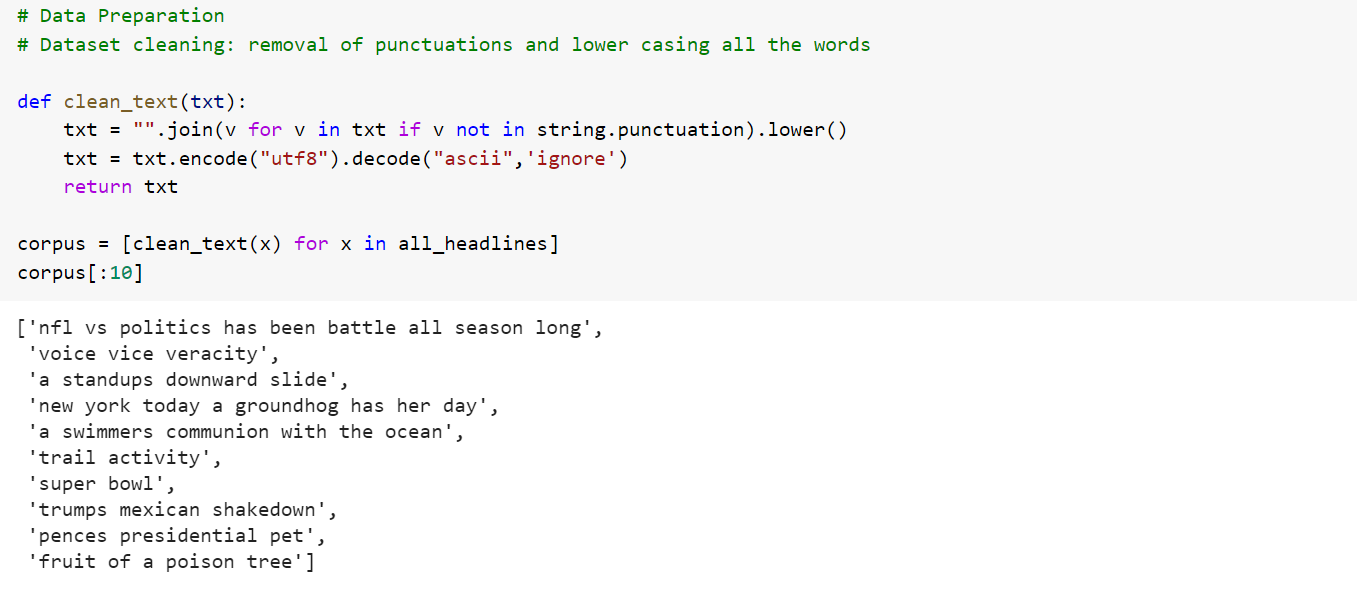 # Data Preparation
# Dataset cleaning: removal of punctuations and lower casing all the words
def clean_text(txt):
    txt = "".join(v for v in txt if v not in string.punctuation).lower()
    txt = txt.encode("utf8").decode("ascii",'ignore')
    return txt
corpus = [clean_text(x) for x in all_headlines]
corpus[:10]
['nfl vs politics has been battle all season long',
 'voice vice veracity',
 'a standups downward slide',
 'new york today a groundhog has her day',
 'a swimmers communion with the ocean',
 'trail activity',
 'super bowl',
 'trumps mexican shakedown',
 'pences presidential pet',
 'fruit of a poison tree']